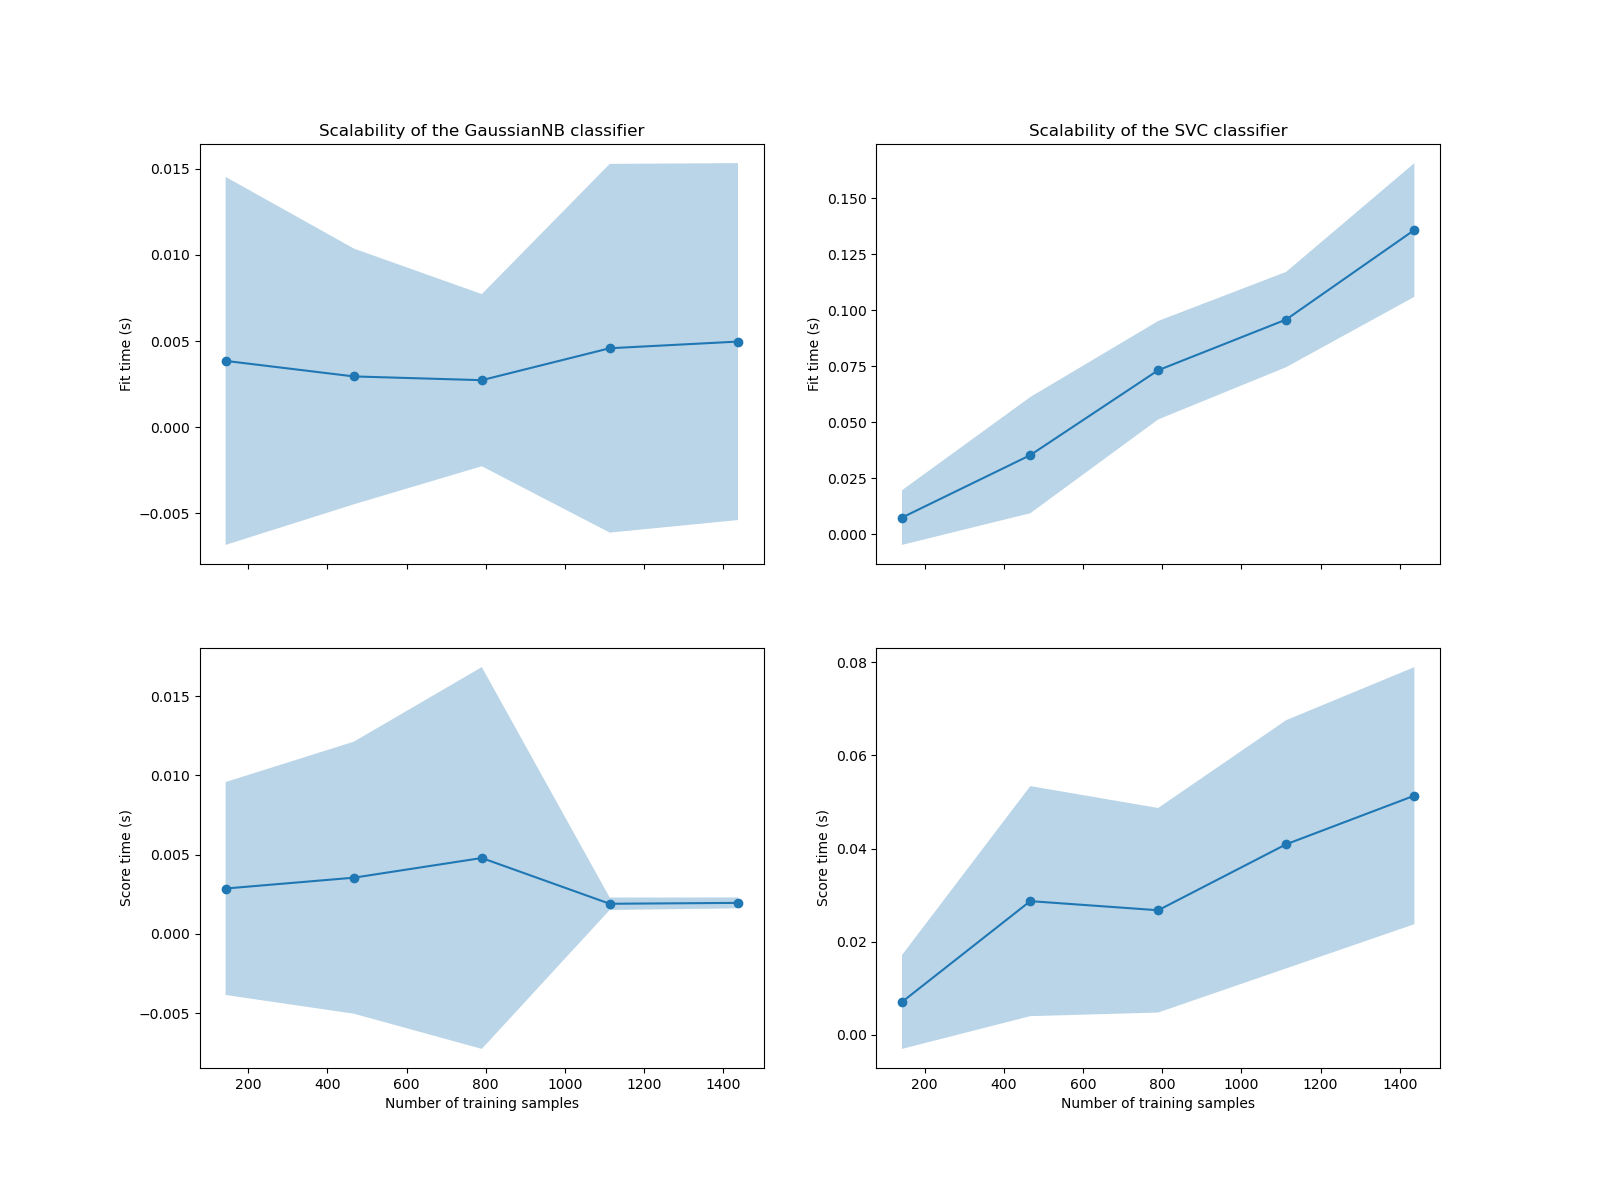 Scalability of the GaussianNB classifier
0.015
0.010
0.005
0.000
−0.005
Fit time (s)
Scalability of the SVC classifier
0.150
0.125
0.100
0.075
0.050
0.025
0.000
Fit time (s)
0.015
0.010
0.005
0.000
−0.005
Score time (s)
200 400 600 800 1000 1200 1400
Number of training samples
0.08
0.06
0.04
0.02
0.00
Score time (s)
200 400 600 800 1000 1200 1400
Number of training samples